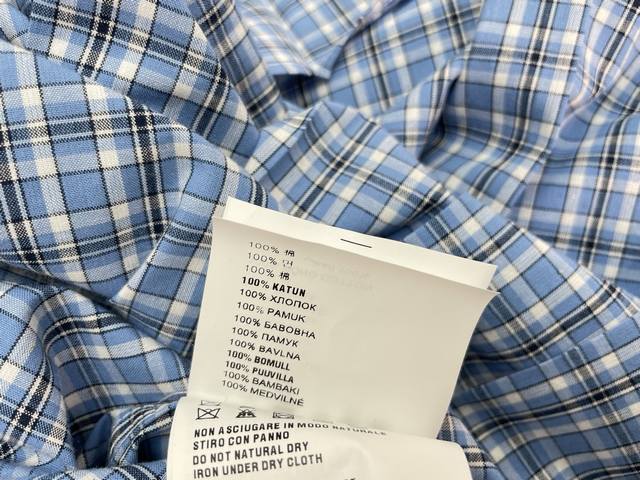 100% 棉
100% 면
100% 棉
100% KATUN
100% ХЛОПОК
100% PAMUK
100% БАВОВНА
100% ПАМУК
100% BAVLNA
100% BOMULL
100% PUUVILLA
100% BAMBAKI
100% MEDVILNĖ
NON ASCIUGARE IN MODO NATURALE
STIRO CON PANNO
DO NOT NATURAL DRY
IRON UNDER DRY CLOTH